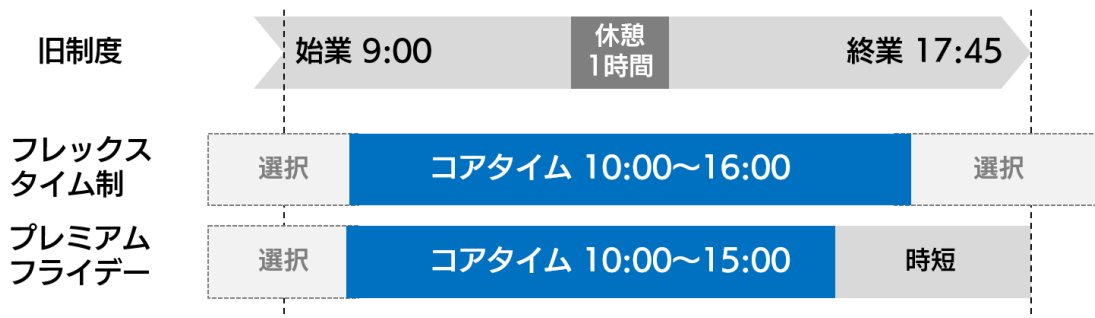 旧制度
始業 9:00
休憩
1時間
終業 17:45
フレックス
タイム制
選択
コアタイム 10:00～16:00
選択
プレミアム
フライデー
選択
コアタイム 10:00～15:00
時短